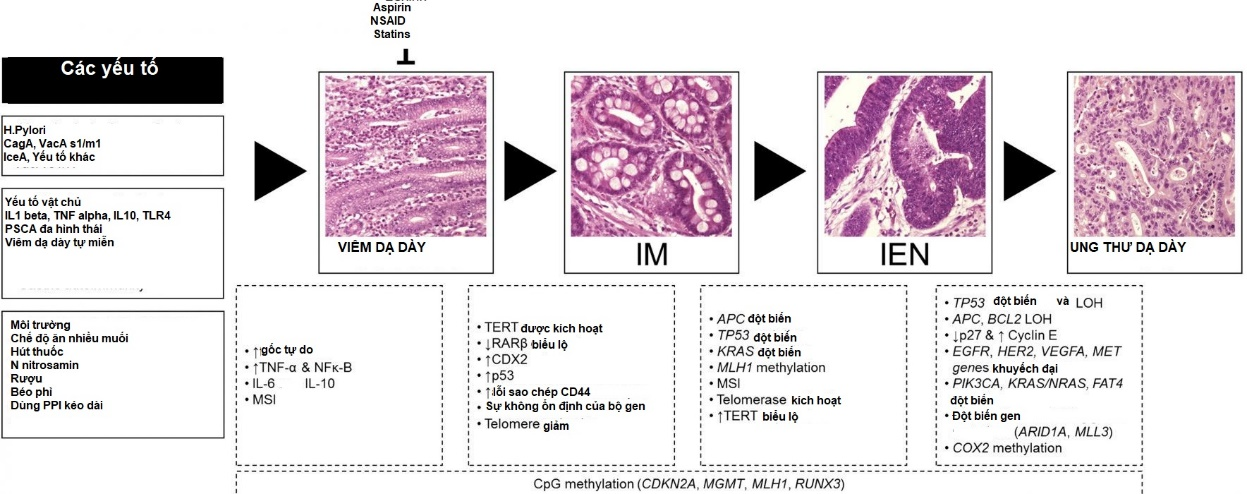 Aspirin
NSAID
Statins
Các yếu tố
H.Pylori
CagA, VacA s1/m1
IceA, Yếu tố khác
Yếu tố vật chủ
IL1 beta, TNF alpha, IL10, TLR4
PSCA đa hình thái
Viêm dạ dày tự miễn
Môi trường
Chế độ ăn nhiều muối
Hút thuốc
N nitrosamin
Rượu
Béo phì
Dùng PPI kéo dài
VIÊM DẠ DÀY
IM
IEN
UNG THƯ DẠ DÀY
• ↑gốc tự do
• ↑TNF-α & NFκ-B
• IL-6 IL-10
• MSI
• TERT được kích hoạt
• ↓RARβ biểu lộ
• ↑CDX2
• ↑p53
• ↑lỗi sao chép CD44
• Sự không ổn định của bộ gen
• Telomere giảm
• APC đột biến
• TP53 đột biến
• KRAS đột biến
• MLH1 methylation
• MSI
• Telomerase kích hoạt
• ↑TERT biểu lộ
• TP53 đột biến và LOH
• APC, BCL2 LOH
• ↓p27 & ↑ Cyclin E
• EGFR, HER2, VEGFA, MET
genes khuyếch đại
• PIK3CA, KRAS/NRAS, FAT4
đột biến
• Đột biến gen
(ARID1A, MLL3)
• COX2 methylation
CpG methylation (CDKN2A, MGMT, MLH1, RUNX3)